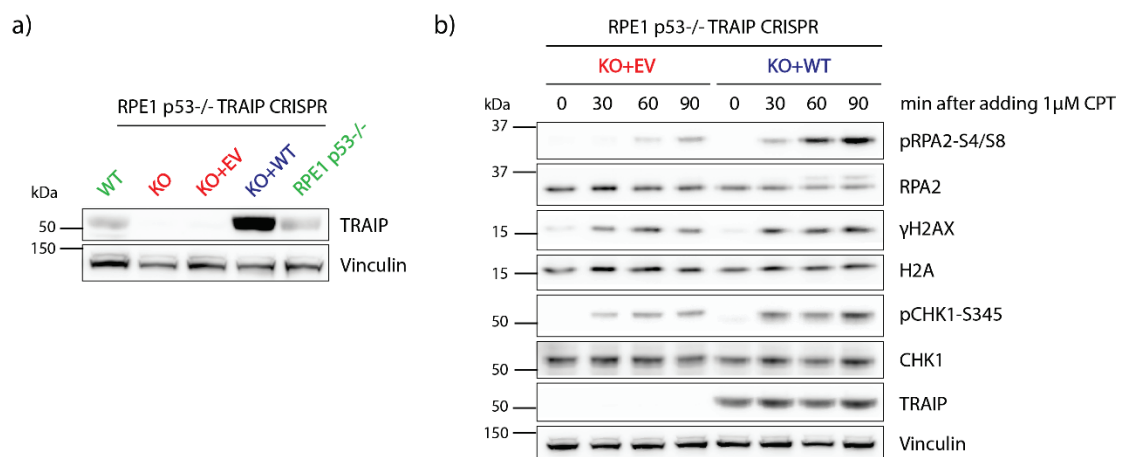 a)
RPE1 p53-/- TRAIP CRISPR
kDa
WT
KO
KO+EV
KO+WT
RPE1 p53-/-
50
TRAIP
150
Vinculin
b)
RPE1 p53-/- TRAIP CRISPR
KO+EV KO+WT
kDa 0 30 60 90 0 30 60 90 min after adding 1µM CPT
37
pRPA2-S4/S8
37
RPA2
15 γH2AX
15 H2A
50 pCHK1-S345
50 CHK1
50 TRAIP
150
Vinculin